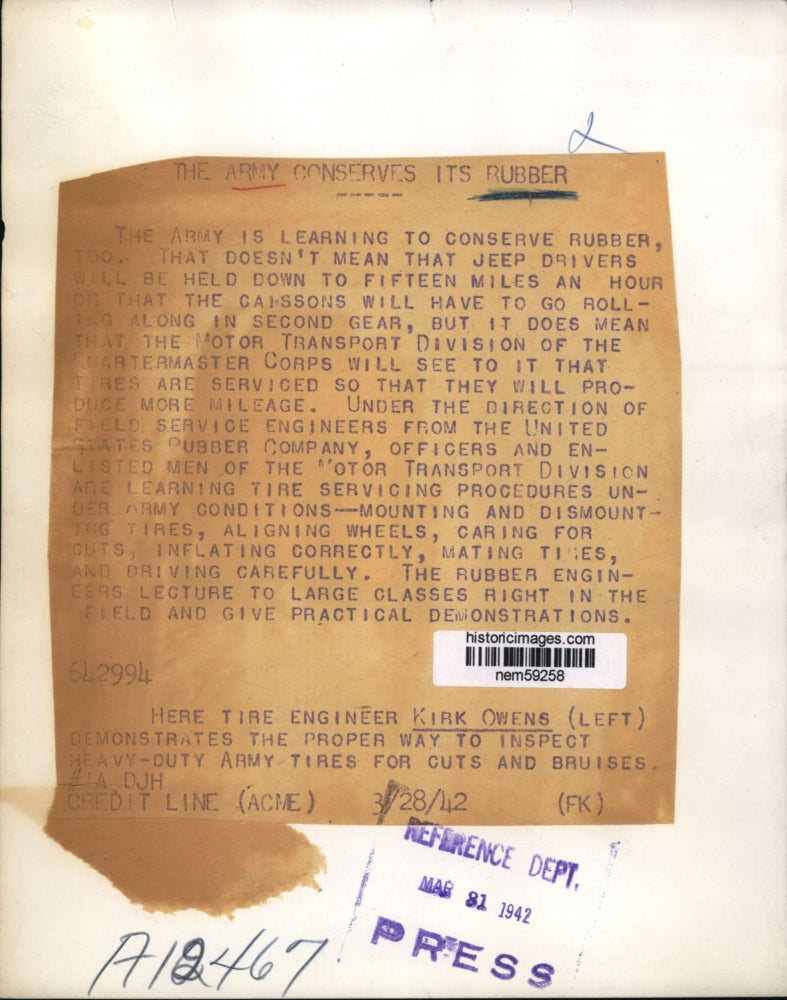 THE ARMY CONSERVES ITS RUBBER
THE ARMY IS LEARNING TO CONSERVE RUBBER,
TOO. THAT DOESN'T MEAN THAT JEEP DRIVERS
WILL BE HELD DOWN TO FIFTEEN MILES AN HOUR
OR THAT THE CAISSONS WILL HAVE TO GO ROLL-
ING ALONG IN SECOND GEAR, BUT IT DOES MEAN
THAT THE MOTOR TRANSPORT DIVISION OF THE
QUARTERMASTER CORPS WILL SEE TO IT THAT
TIRES ARE SERVICED SO THAT THEY WILL PRO-
DUCE MORE MILEAGE. UNDER THE DIRECTION OF
FIELD SERVICE ENGINEERS FROM THE UNITED
STATES RUBBER COMPANY, OFFICERS AND EN-
LISTED MEN OF THE MOTOR TRANSPORT DIVISION
ARE LEARNING TIRE SERVICING PROCEDURES UN-
DER ARMY CONDITIONS--MOUNTING AND DISMOUNT-
ING TIRES, ALIGNING WHEELS, CARING FOR
CUTS, INFLATING CORRECTLY, MATING TIRES,
AND DRIVING CAREFULLY. THE RUBBER ENGIN-
EERS LECTURE TO LARGE CLASSES RIGHT IN THE
FIELD AND GIVE PRACTICAL DEMONSTRATIONS.
historicimages.com
nem59258
642994
HERE TIRE ENGINEER KIRK OWENS (LEFT)
DEMONSTRATES THE PROPER WAY TO INSPECT
HEAVY-DUTY ARMY TIRES FOR CUTS AND BRUISES.
#1A DJH
CREDIT LINE (ACME) 3/28/42 (FK)
REFERENCE DEPT.
MAR 31 1942
PRESS
A12467